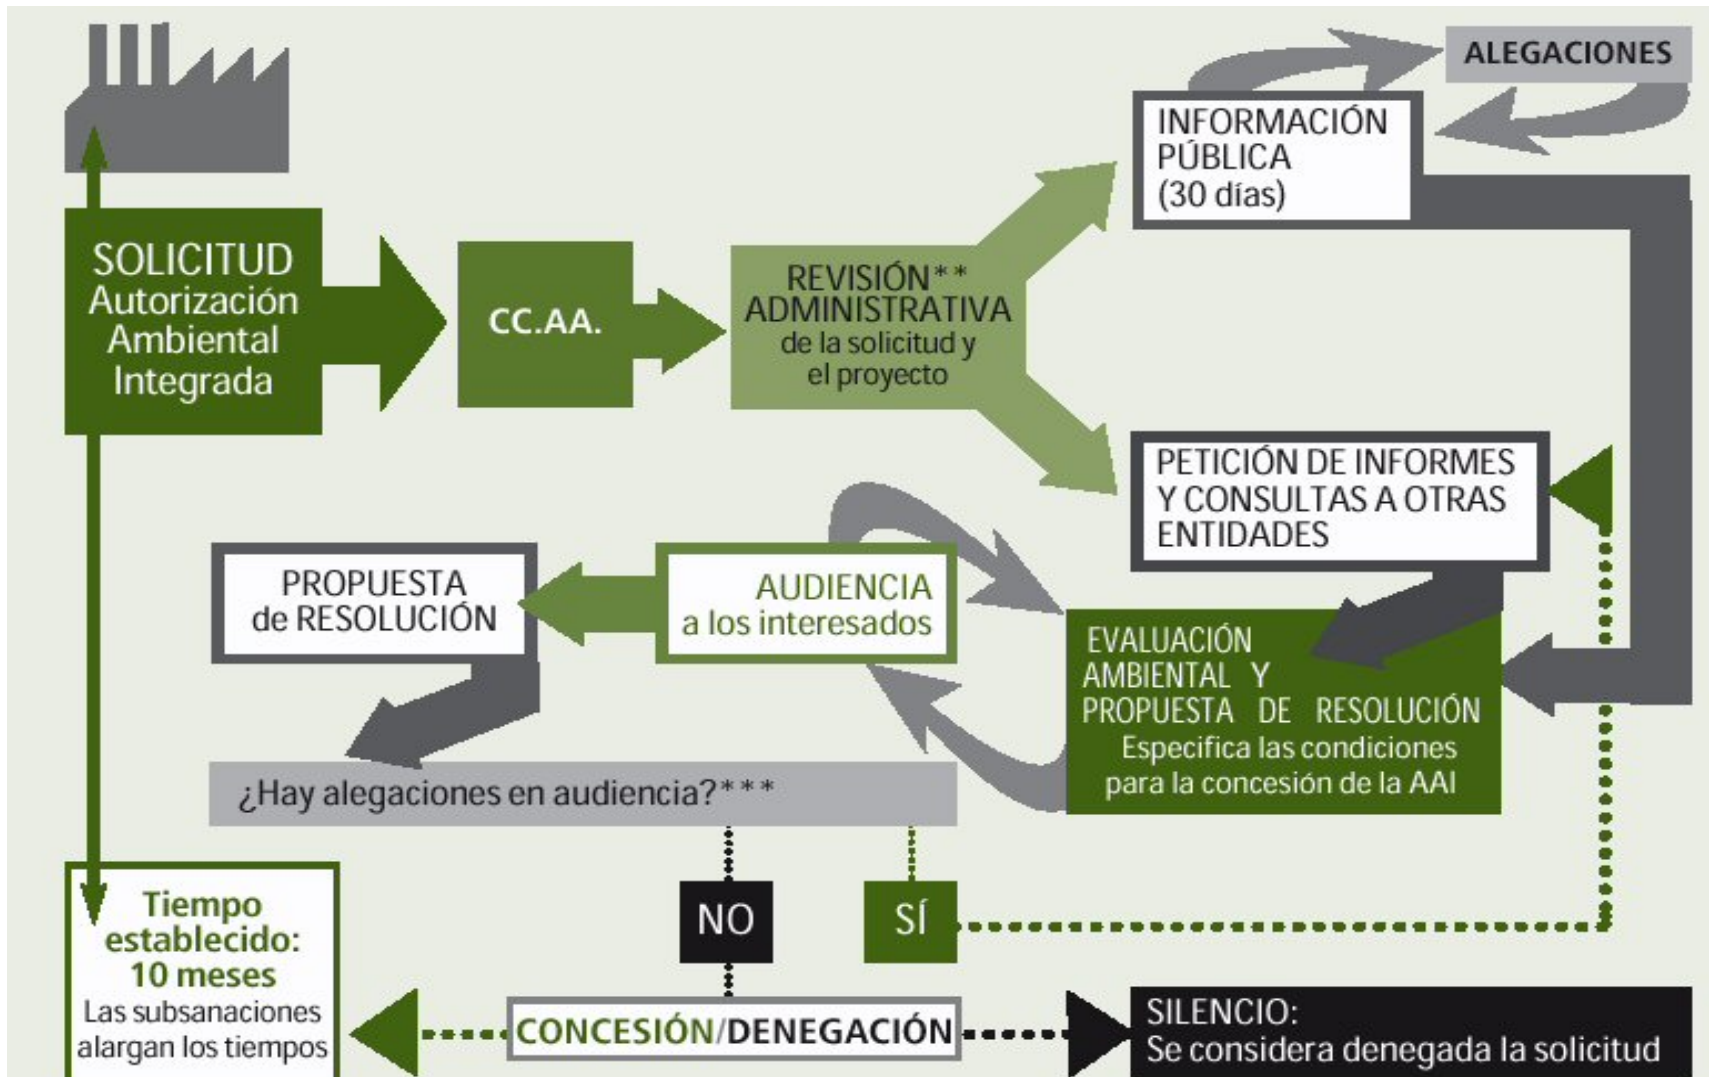 ALEGACIONES
INFORMACIÓN
PÚBLICA
(30 días)
SOLICITUD
Autorización
Ambiental
Integrada
CC.AA.
REVISIÓN**
ADMINISTRATIVA
de la solicitud y
el proyecto
PETICIÓN DE INFORMES
Y CONSULTAS A OTRAS
ENTIDADES
PROPUESTA
de RESOLUCIÓN
AUDIENCIA
a los interesados
EVALUACIÓN
AMBIENTAL Y
PROPUESTA DE RESOLUCIÓN
Especifica las condiciones
para la concesión de la AAI
¿Hay alegaciones en audiencia?***
NO
SÍ
Tiempo
establecido:
10 meses
Las subsanaciones
alargan los tiempos
CONCESIÓN/DENEGACIÓN
SILENCIO:
Se considera denegada la solicitud